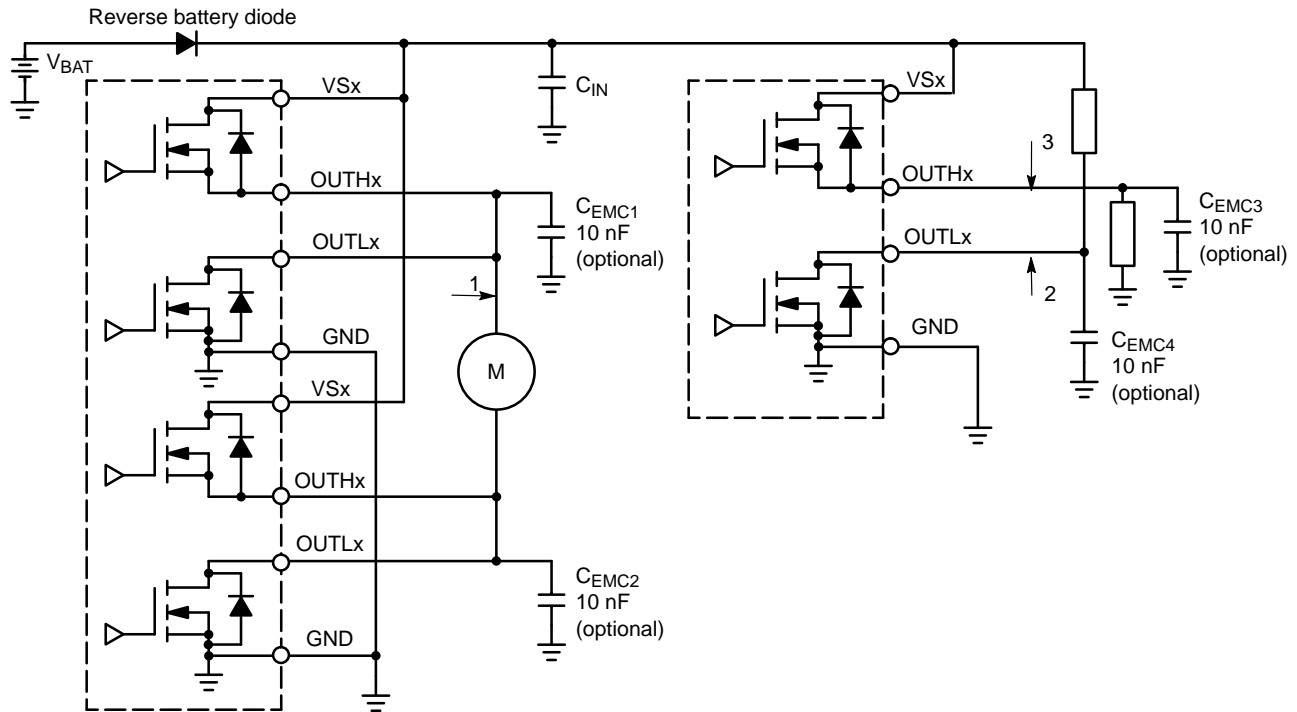 Reverse battery diode
VBAT
VSx
CIN
VSx
3
OUTHx
CEMC1
10 nF
(optional)
OUTHx
CEMC3
10 nF
(optional)
OUTLx
OUTLx
1
2
GND
GND
CEMC4
10 nF
(optional)
M
VSx
OUTHx
OUTLx
CEMC2
10 nF
(optional)
GND